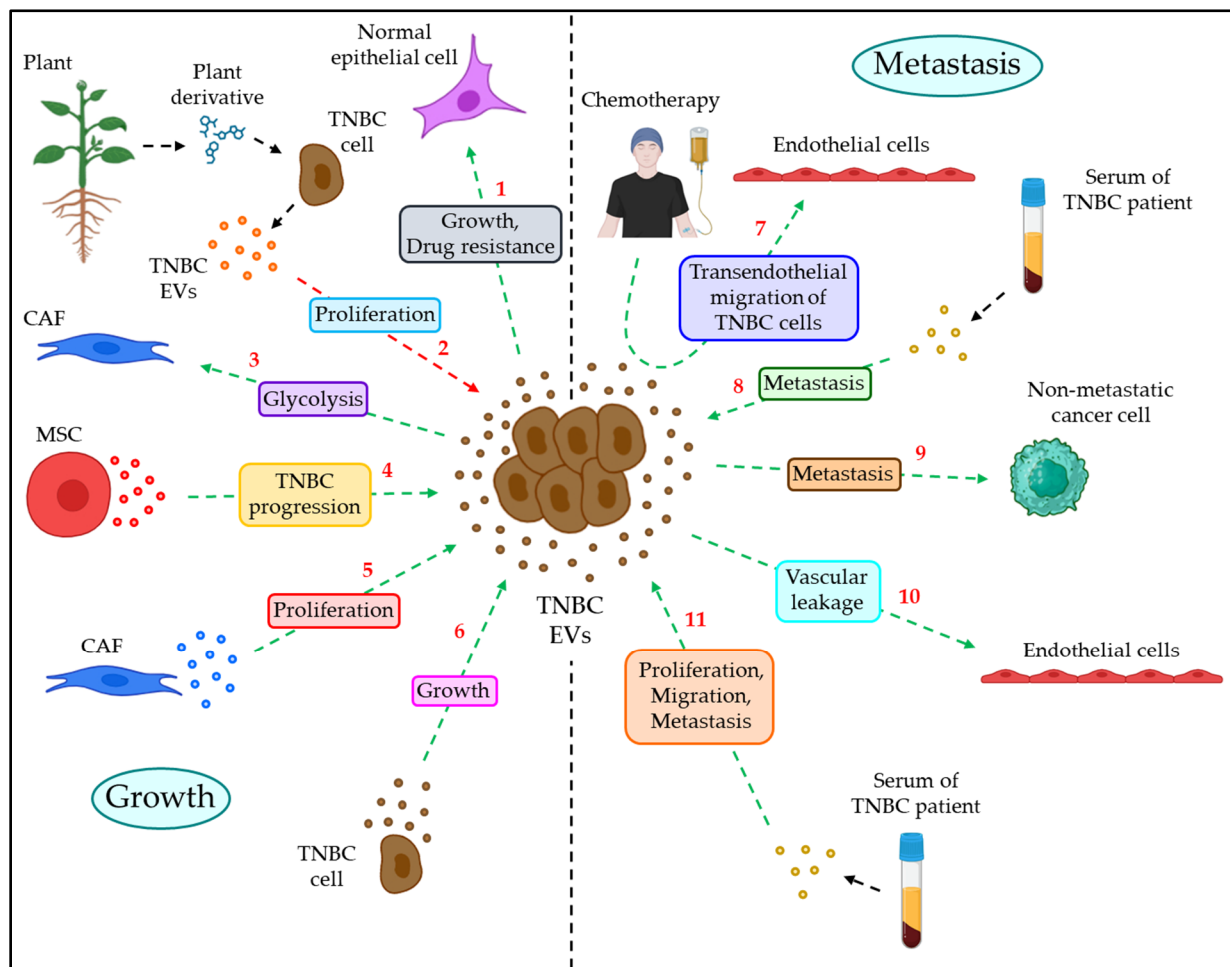 Plant
Plant
derivative
TNBC
cell
TNBC
EVs
Normal
epithelial cell
1
Growth,
Drug resistance
Proliferation
2
CAF
3
Glycolysis
MSC
4
TNBC
progression
5
Proliferation
CAF
6
Growth
TNBC
cell
Growth
TNBC
EVs
Metastasis
Chemotherapy
Endothelial cells
7
Transendothelial
migration of
TNBC cells
Serum of
TNBC patient
8
Metastasis
Non-metastatic
cancer cell
9
Metastasis
Vascular
leakage
10
Endothelial cells
11
Proliferation,
Migration,
Metastasis
Serum of
TNBC patient